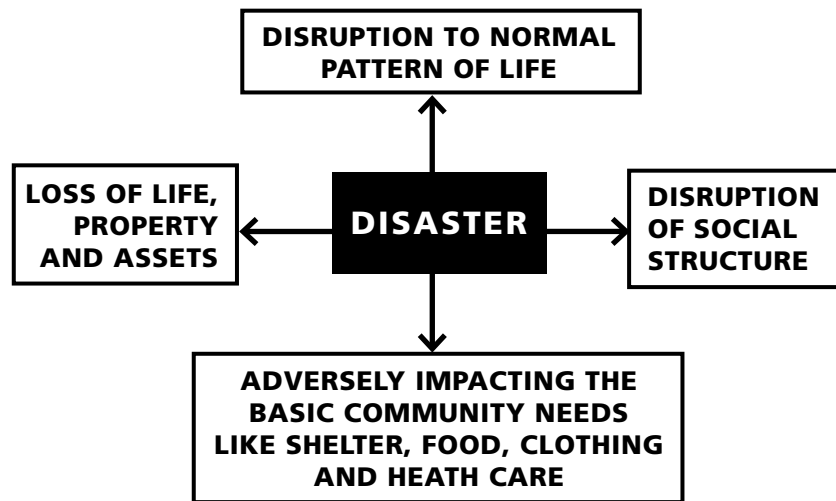 DISRUPTION TO NORMAL
PATTERN OF LIFE
LOSS OF LIFE,
PROPERTY
AND ASSETS
DISASTER
DISRUPTION
OF SOCIAL
STRUCTURE
ADVERSELY IMPACTING THE
BASIC COMMUNITY NEEDS
LIKE SHELTER, FOOD, CLOTHING
AND HEATH CARE